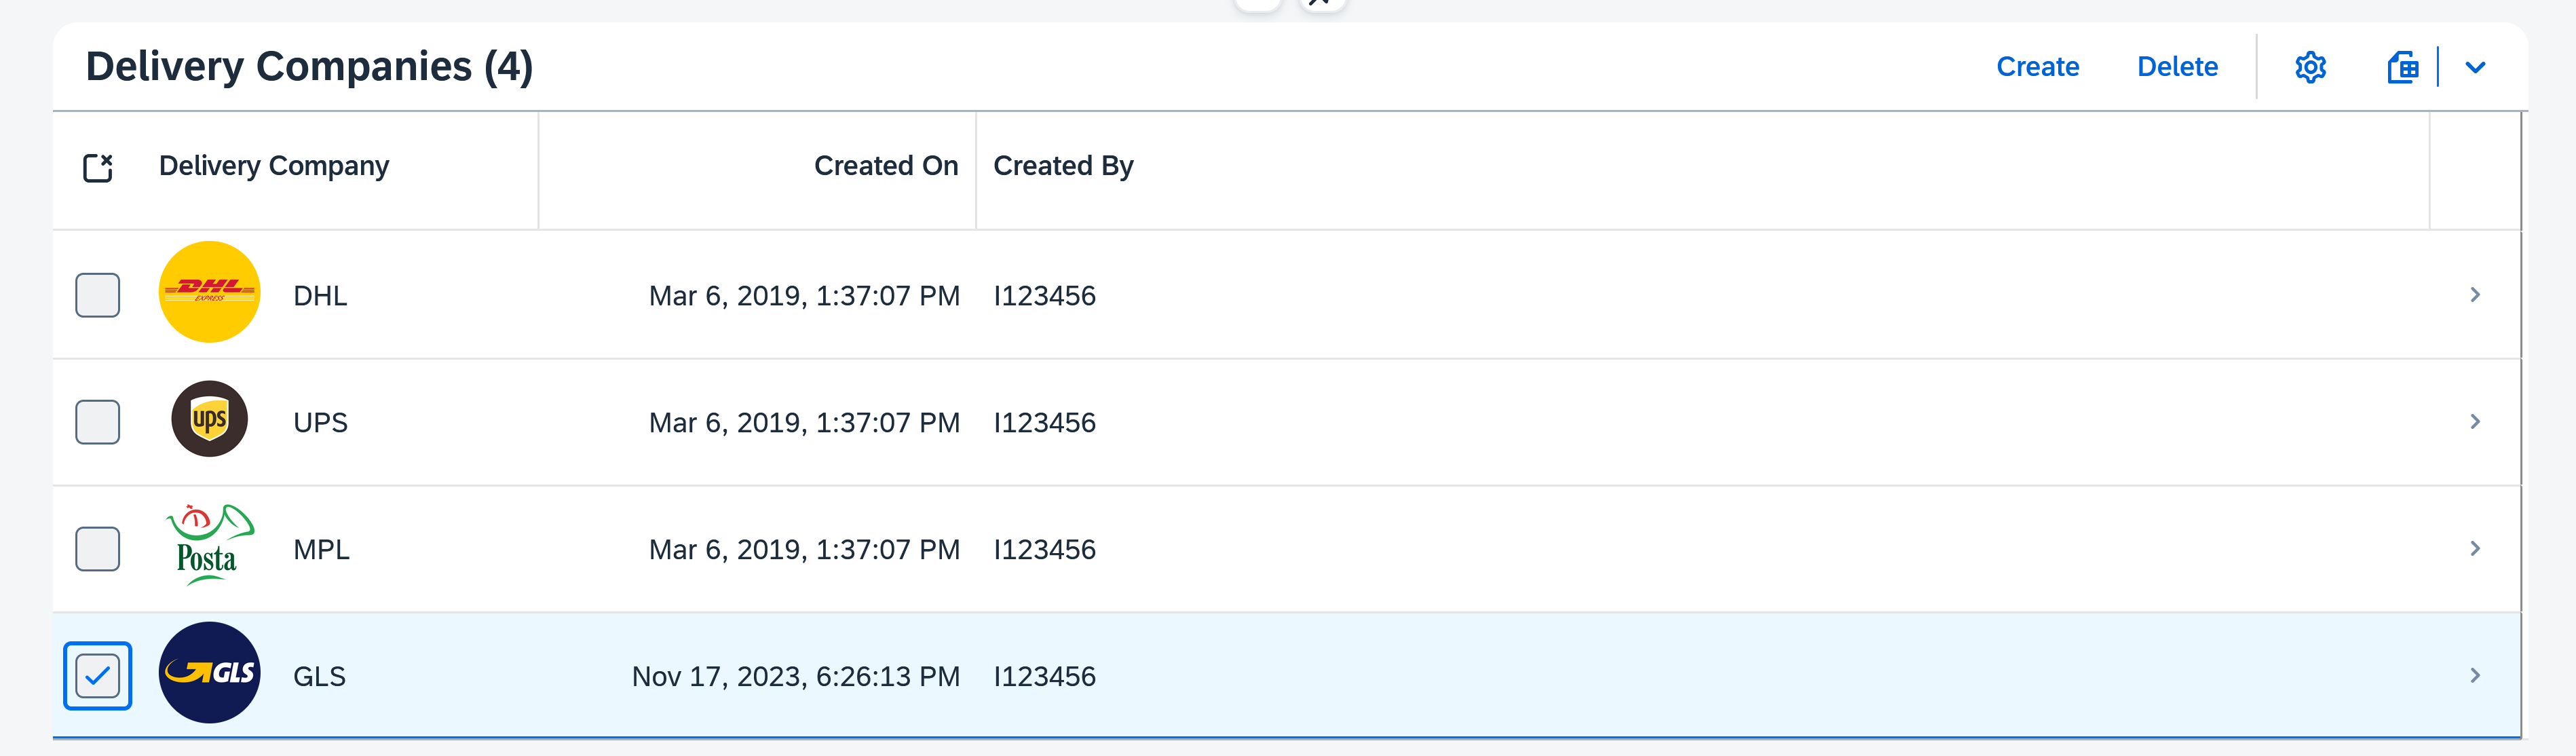 Delivery Companies (4) Create Delete
Delivery Company Created On Created By
DHL EXPRESS DHL Mar 6, 2019, 1:37:07 PM I123456
ups UPS Mar 6, 2019, 1:37:07 PM I123456
Posta MPL Mar 6, 2019, 1:37:07 PM I123456
GLS GLS Nov 17, 2023, 6:26:13 PM I123456